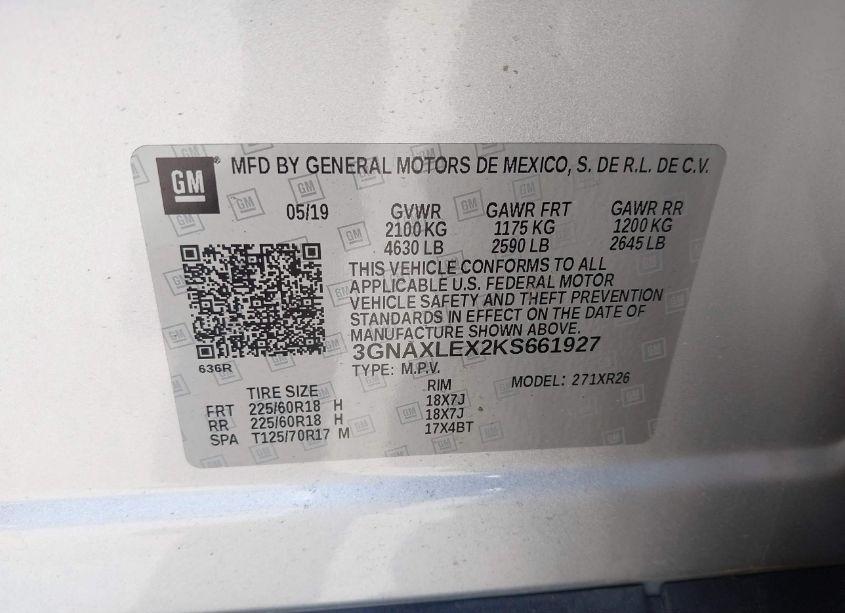 GM MFD BY GENERAL MOTORS DE MEXICO, S. DE R.L. DE C.V.
05/19 GVWR GAWR FRT GAWR RR
2100 KG 1175 KG 1200 KG
4630 LB 2590 LB 2645 LB
THIS VEHICLE CONFORMS TO ALL
APPLICABLE U.S. FEDERAL MOTOR
VEHICLE SAFETY AND THEFT PREVENTION
STANDARDS IN EFFECT ON THE DATE OF
MANUFACTURE SHOWN ABOVE.
3GNAXLEX2KS661927
636R TYPE: M.P.V. MODEL: 271XR26
TIRE SIZE RIM
FRT 225/60R18 H 18X7J
RR 225/60R18 H 18X7J
SPA T125/70R17 M 17X4BT